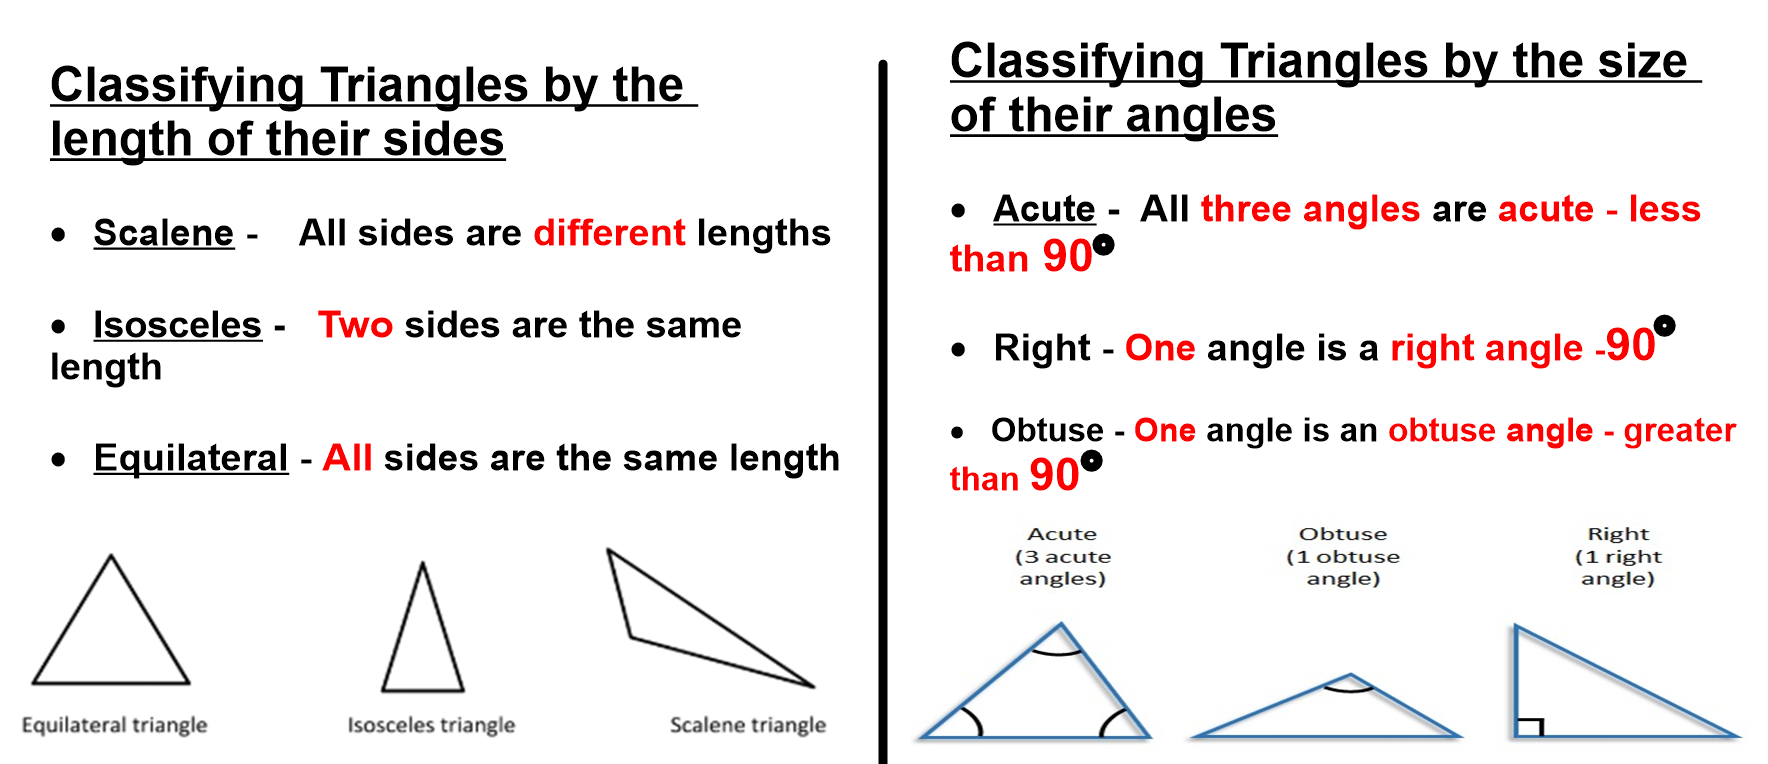 Classifying Triangles by the
length of their sides
• Scalene - All sides are different lengths
• Isosceles - Two sides are the same
length
• Equilateral - All sides are the same length
Equilateral triangle
Isosceles triangle
Scalene triangle
Classifying Triangles by the size
of their angles
• Acute - All three angles are acute - less
than 90°
• Right - One angle is a right angle -90°
• Obtuse - One angle is an obtuse angle - greater
than 90°
Acute
(3 acute
angles)
Obtuse
(1 obtuse
angle)
Right
(1 right
angle)